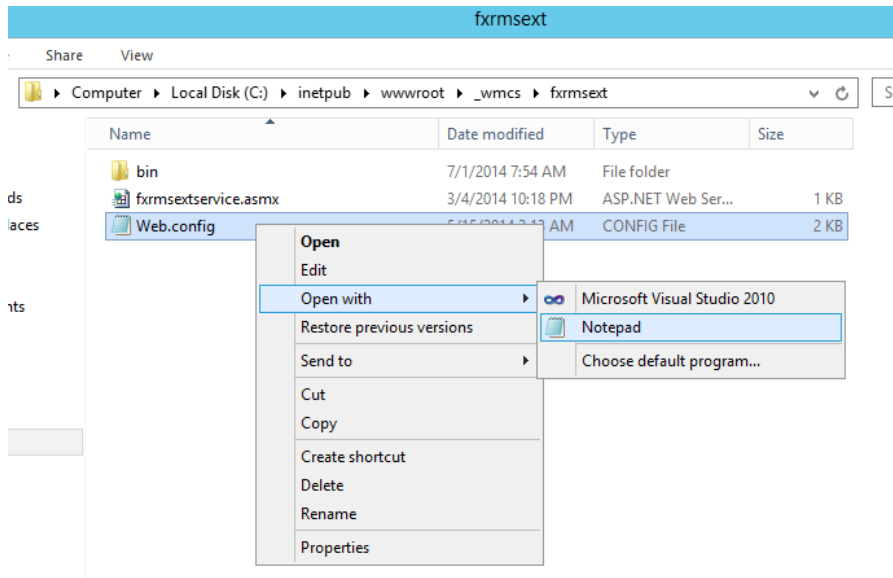 fxrmsext
Share View
Computer Local Disk (C:) inetpub wwwroot _wmcs fxrmsext
Name Date modified Type Size
bin 7/1/2014 7:54 AM File folder
fxrmsextservice.asmx 3/4/2014 10:18 PM ASP.NET Web Ser... 1 KB
Web.config AM CONFIG File 2 KB
ds
laces
nts
Open
Edit
Open with
Restore previous versions
Send to
Cut
Copy
Create shortcut
Delete
Rename
Properties
Microsoft Visual Studio 2010
Notepad
Choose default program...